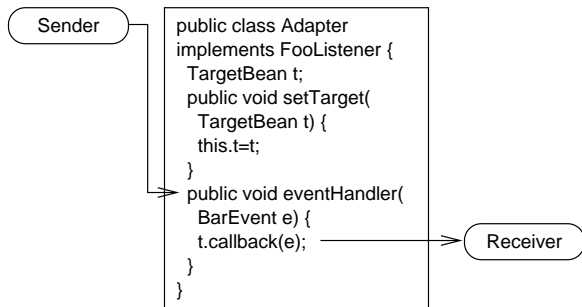 Sender
public class Adapter
implements FooListener {
TargetBean t;
public void setTarget(
TargetBean t) {
this.t=t;
}
public void eventHandler(
BarEvent e) {
t.callback(e);
}
}
Receiver